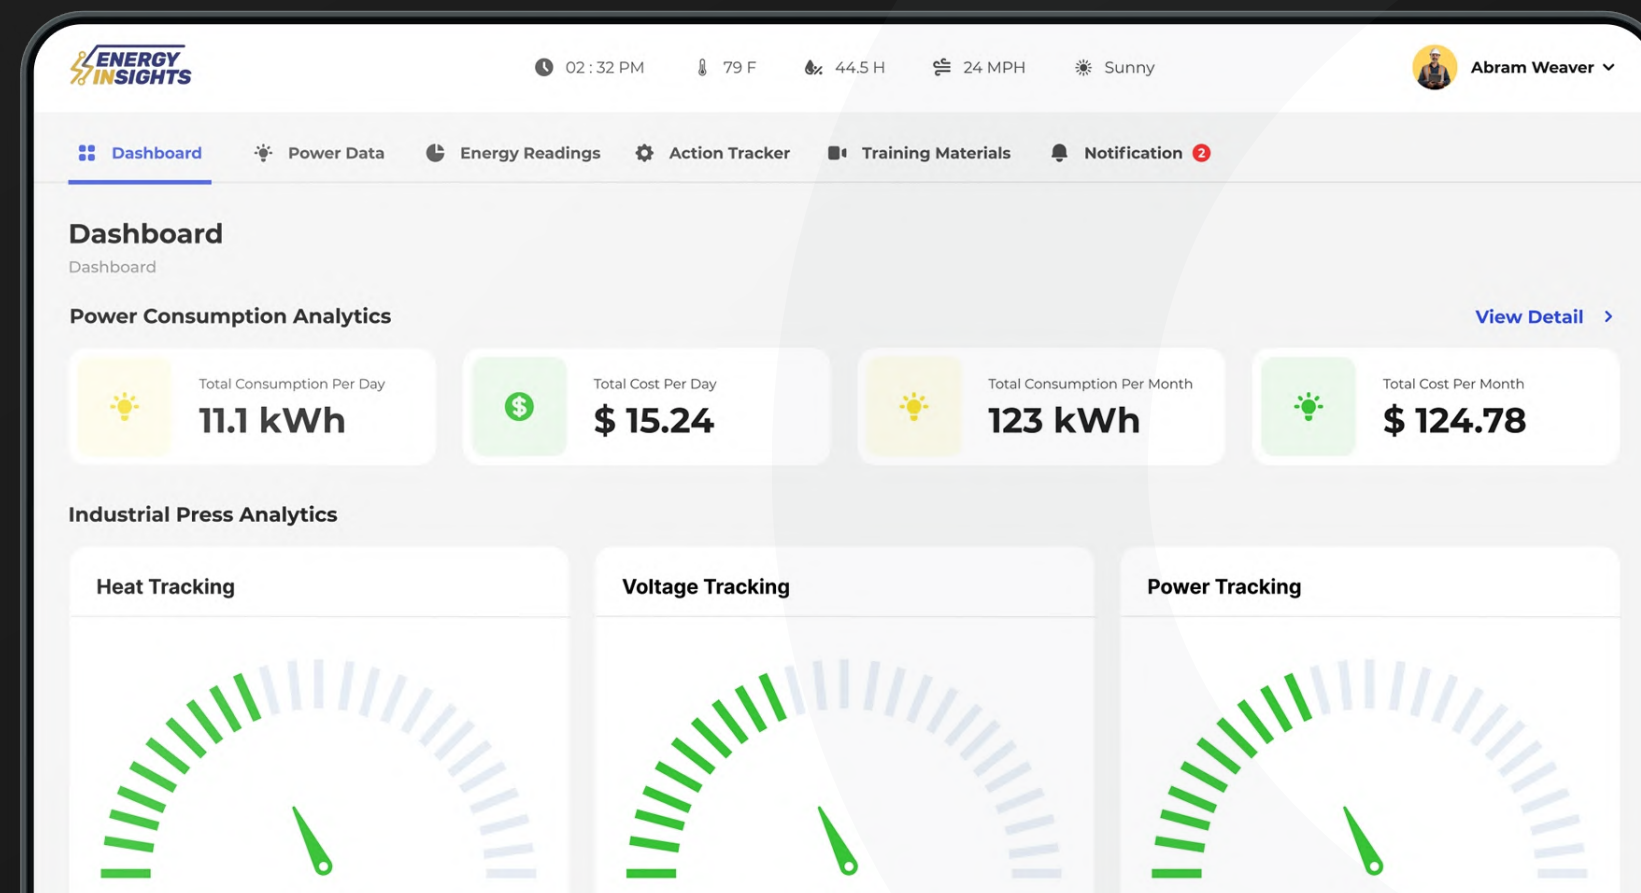 ENERGY
INSIGHTS
02 : 32 PM
79 F
44.5 H
24 MPH
Sunny
Abram Weaver
Dashboard
Power Data
Energy Readings
Action Tracker
Training Materials
Notification 2
Dashboard
Dashboard
Power Consumption Analytics
View Detail
Total Consumption Per Day
11.1 kWh
Total Cost Per Day
$ 15.24
Total Consumption Per Month
123 kWh
Total Cost Per Month
$ 124.78
Industrial Press Analytics
Heat Tracking
Voltage Tracking
Power Tracking